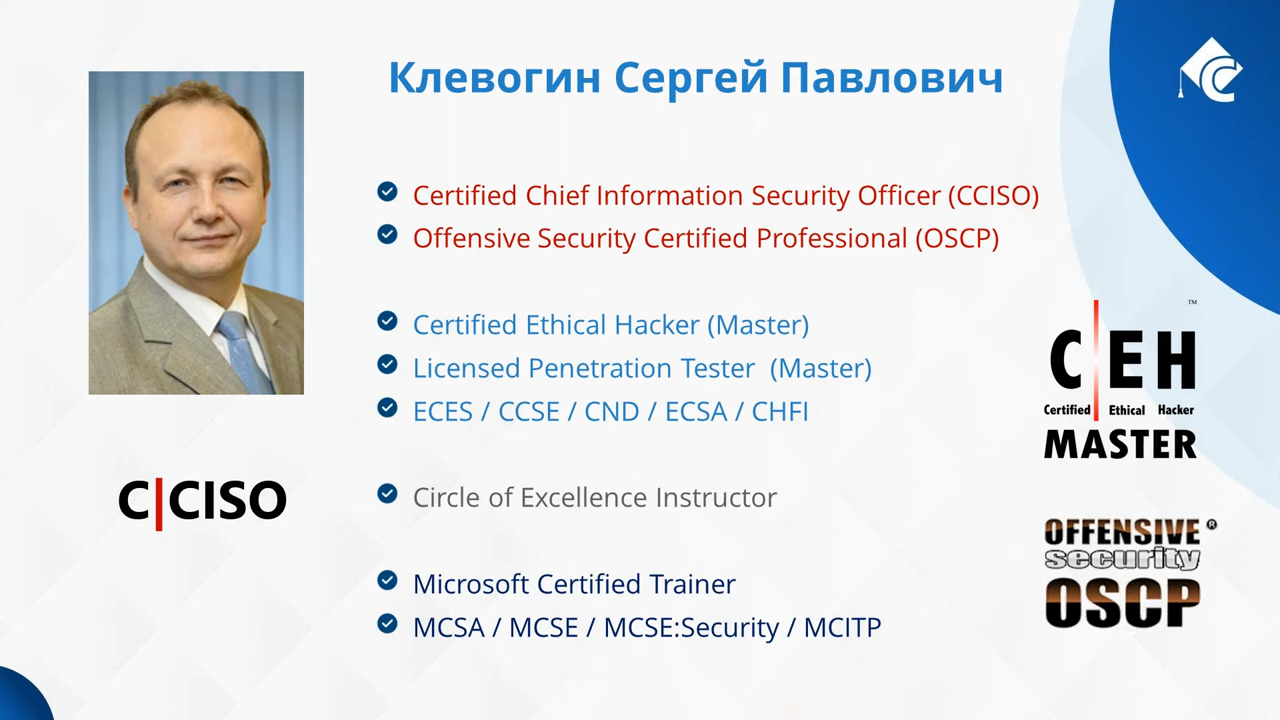 Клевогин Сергей Павлович
Certified Chief Information Security Officer (CCISO)
Offensive Security Certified Professional (OSCP)
Certified Ethical Hacker (Master)
Licensed Penetration Tester (Master)
ECES / CCSE / CND / ECSA / CHFI
Circle of Excellence Instructor
Microsoft Certified Trainer
MCSA / MCSE / MCSE:Security / MCITP
C|CISO
C|EH ™
Certified Ethical Hacker
MASTER
OFFENSIVE ®
security
OSCP